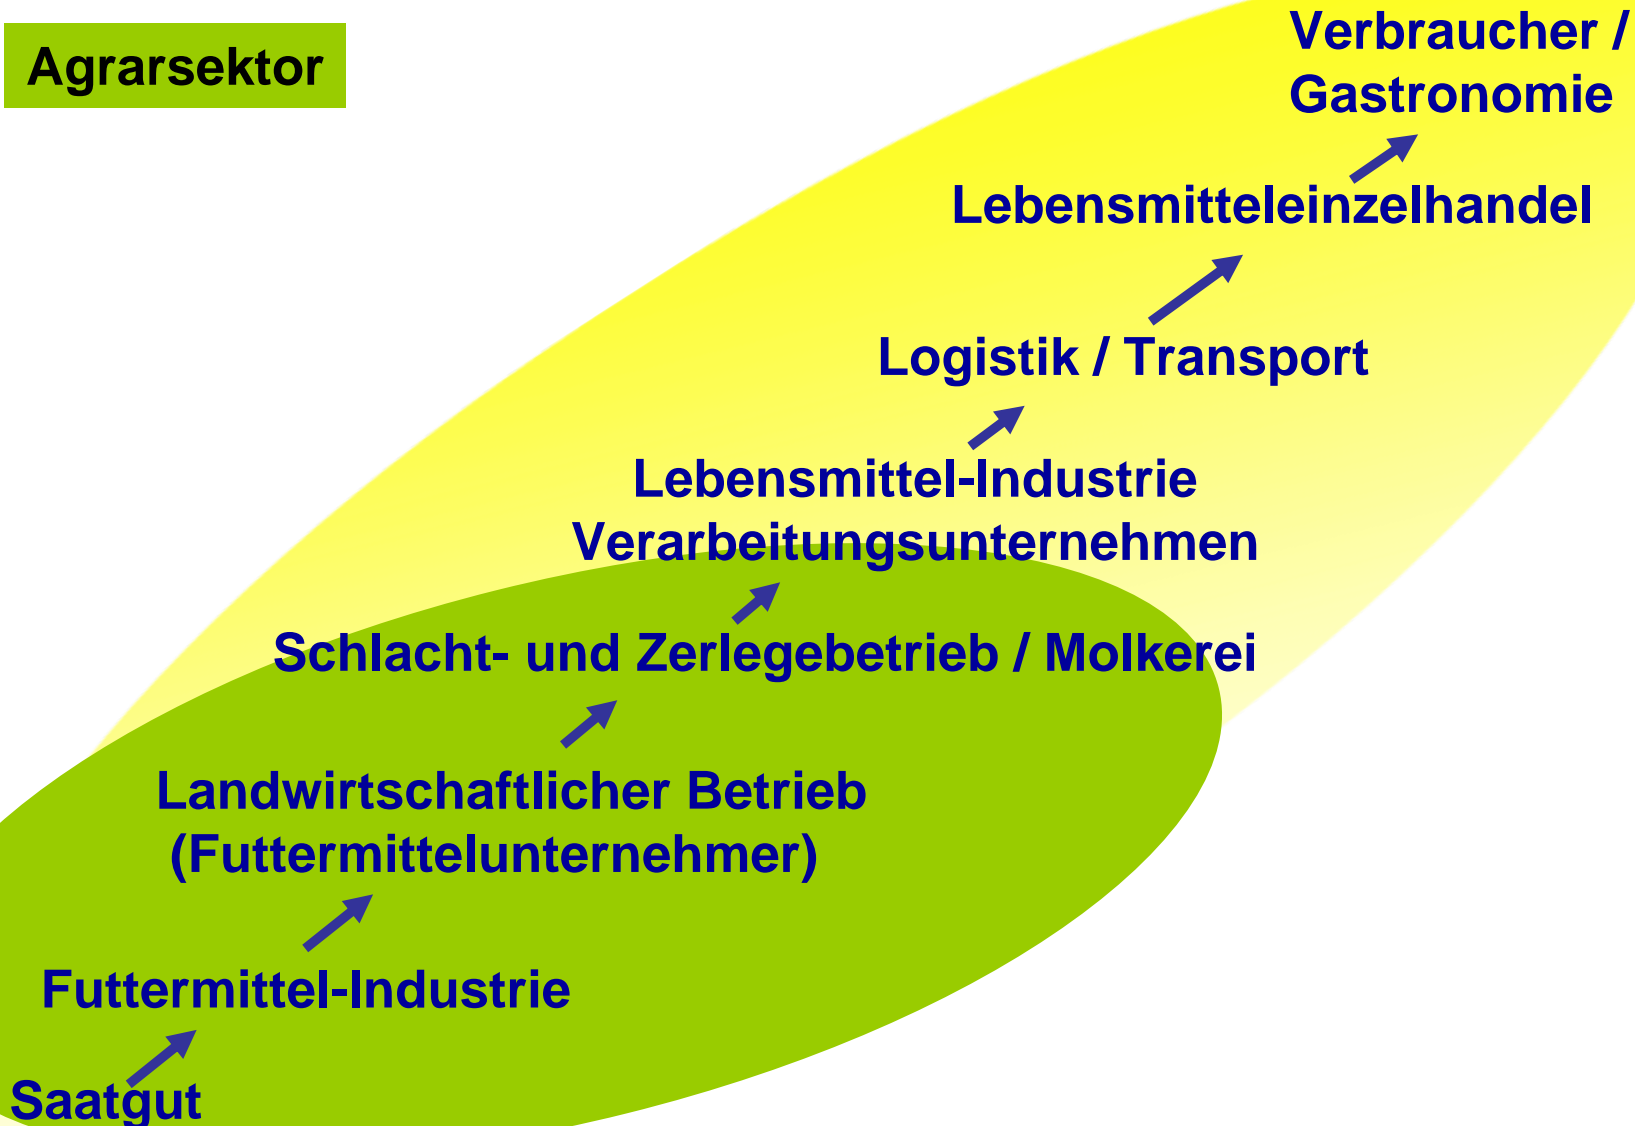 Agrarsektor
Verbraucher /
Gastronomie
Lebensmitteleinzelhandel
Logistik / Transport
Lebensmittel-Industrie
Verarbeitungsunternehmen
Schlacht- und Zerlegebetrieb / Molkerei
Landwirtschaftlicher Betrieb
(Futtermittelunternehmer)
Futtermittel-Industrie
Saatgut